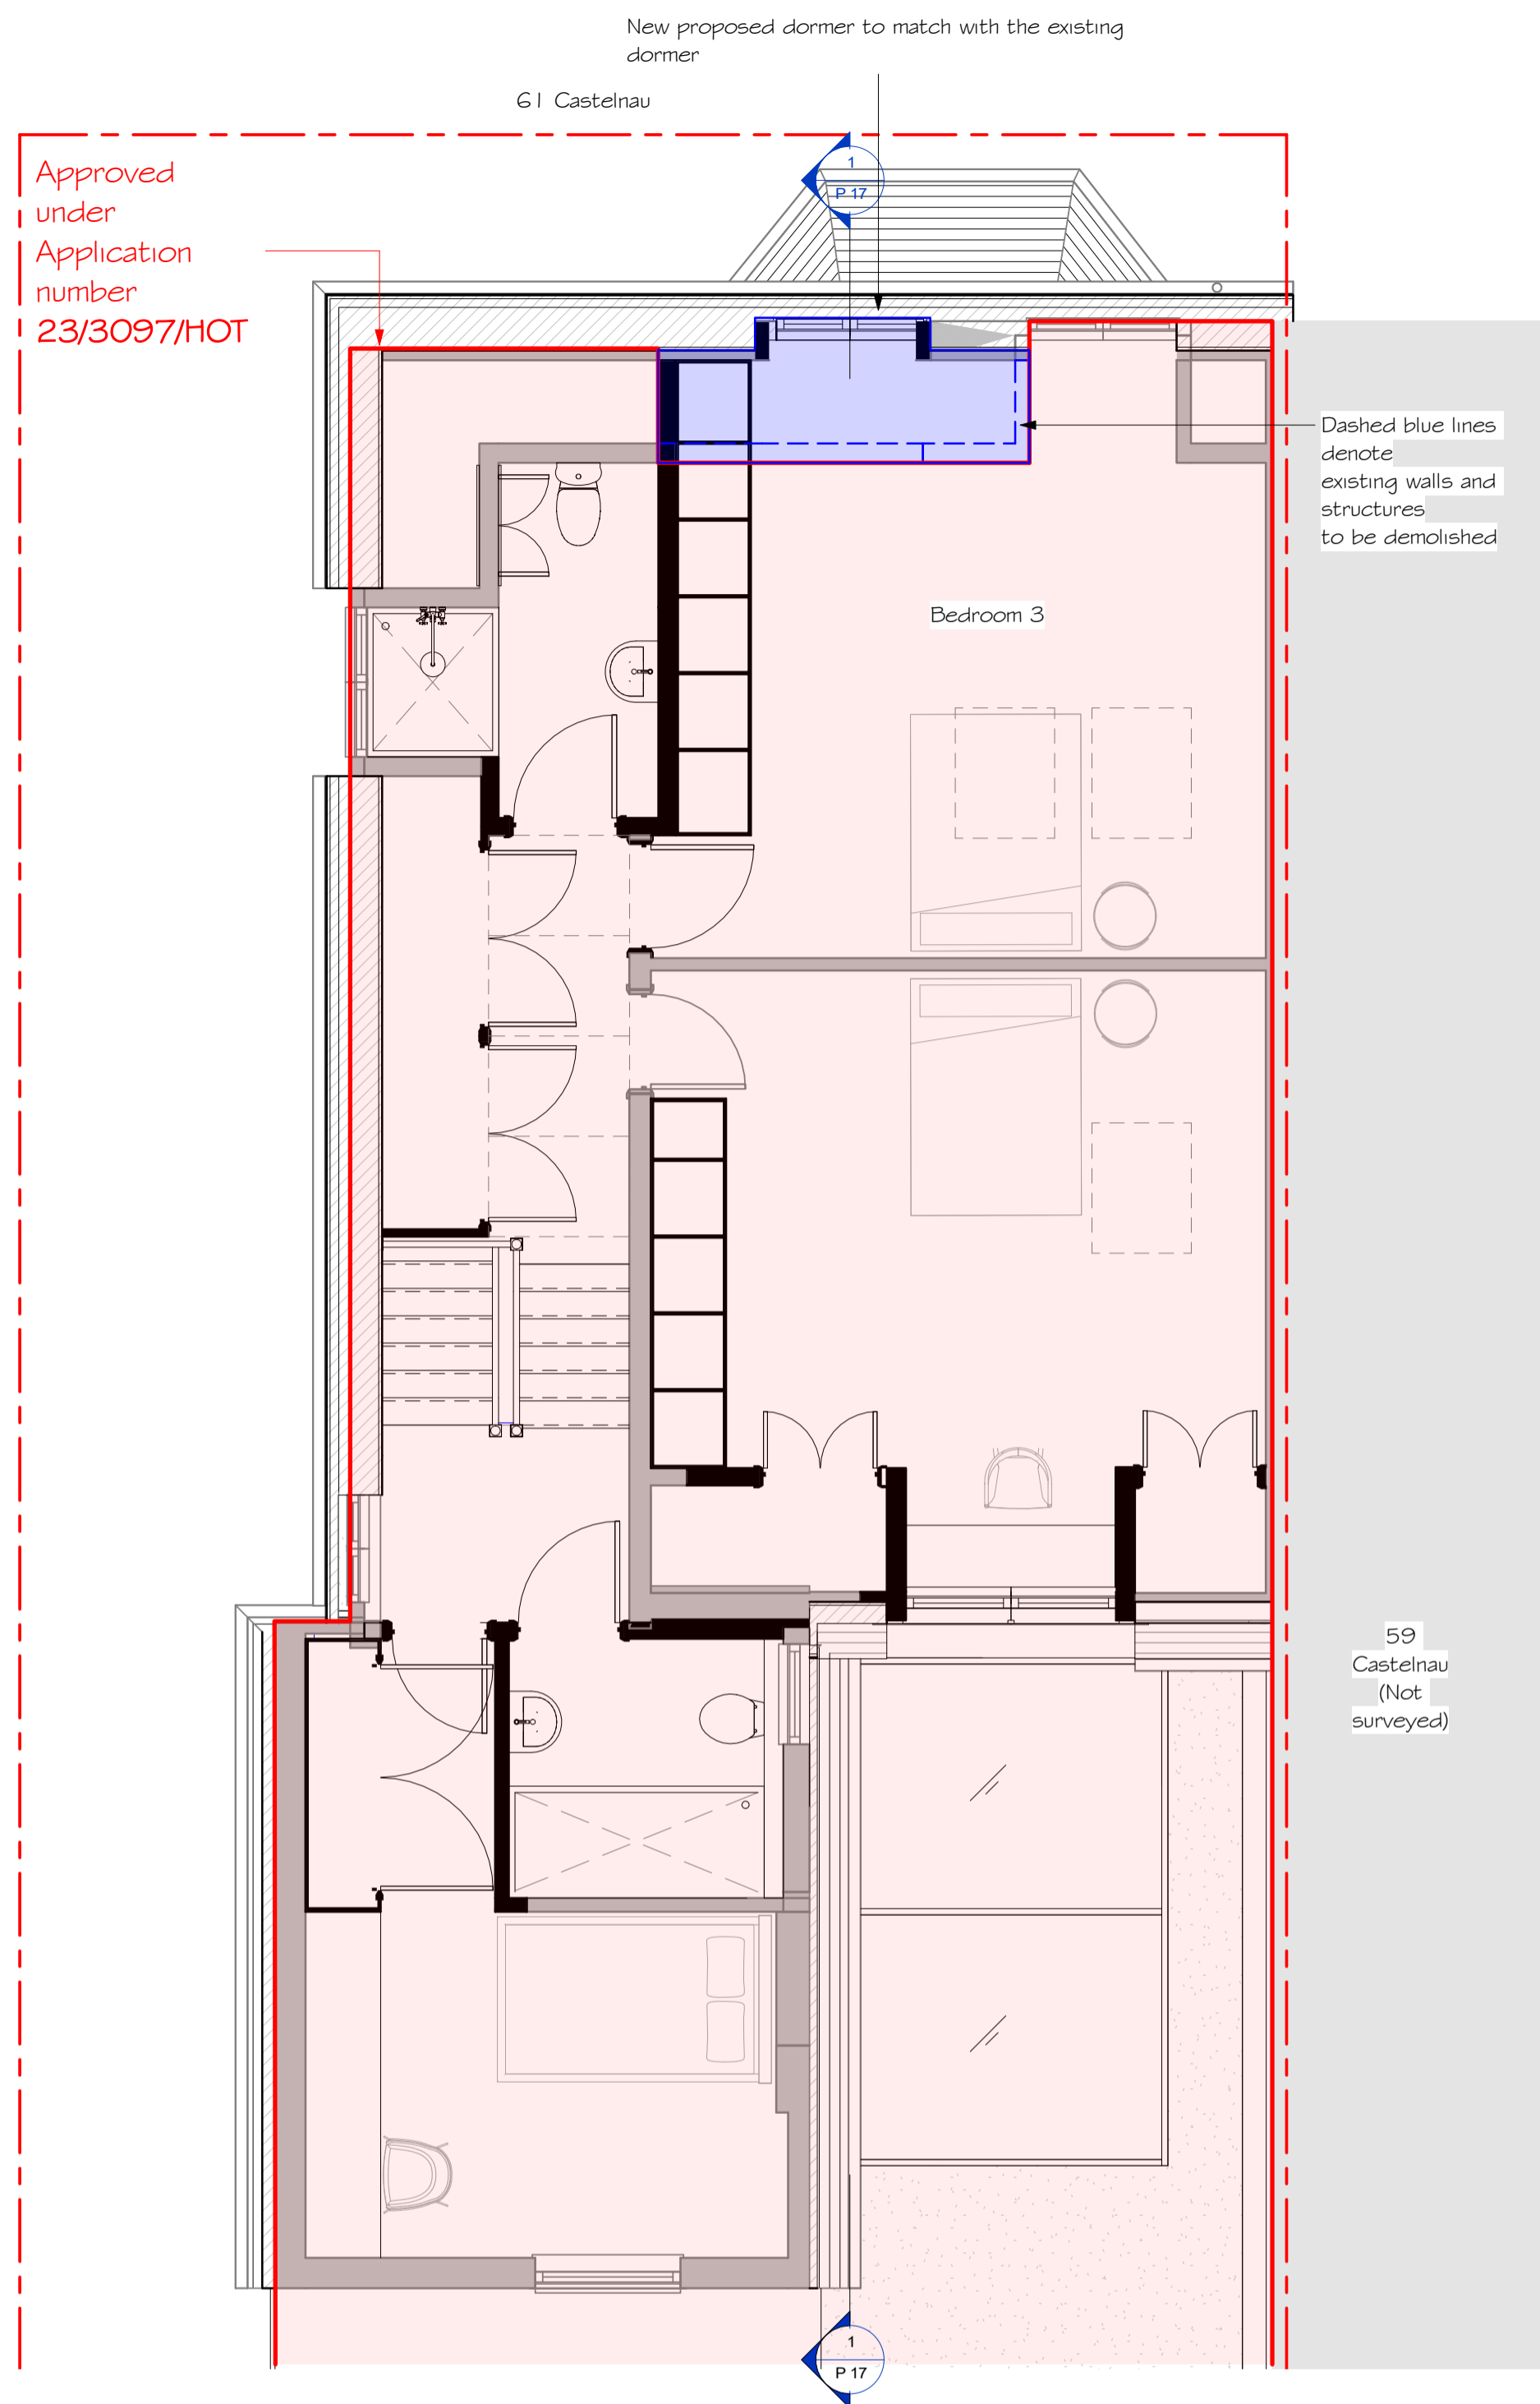 New proposed dormer to match with the existing
dormer
61 Castelnau
Approved
under
Application
number
23/3097/HOT
1
P 17
Dashed blue lines
denote
existing walls and
structures
to be demolished
Bedroom 3
59
Castelnau
(Not
surveyed)
1
P 17